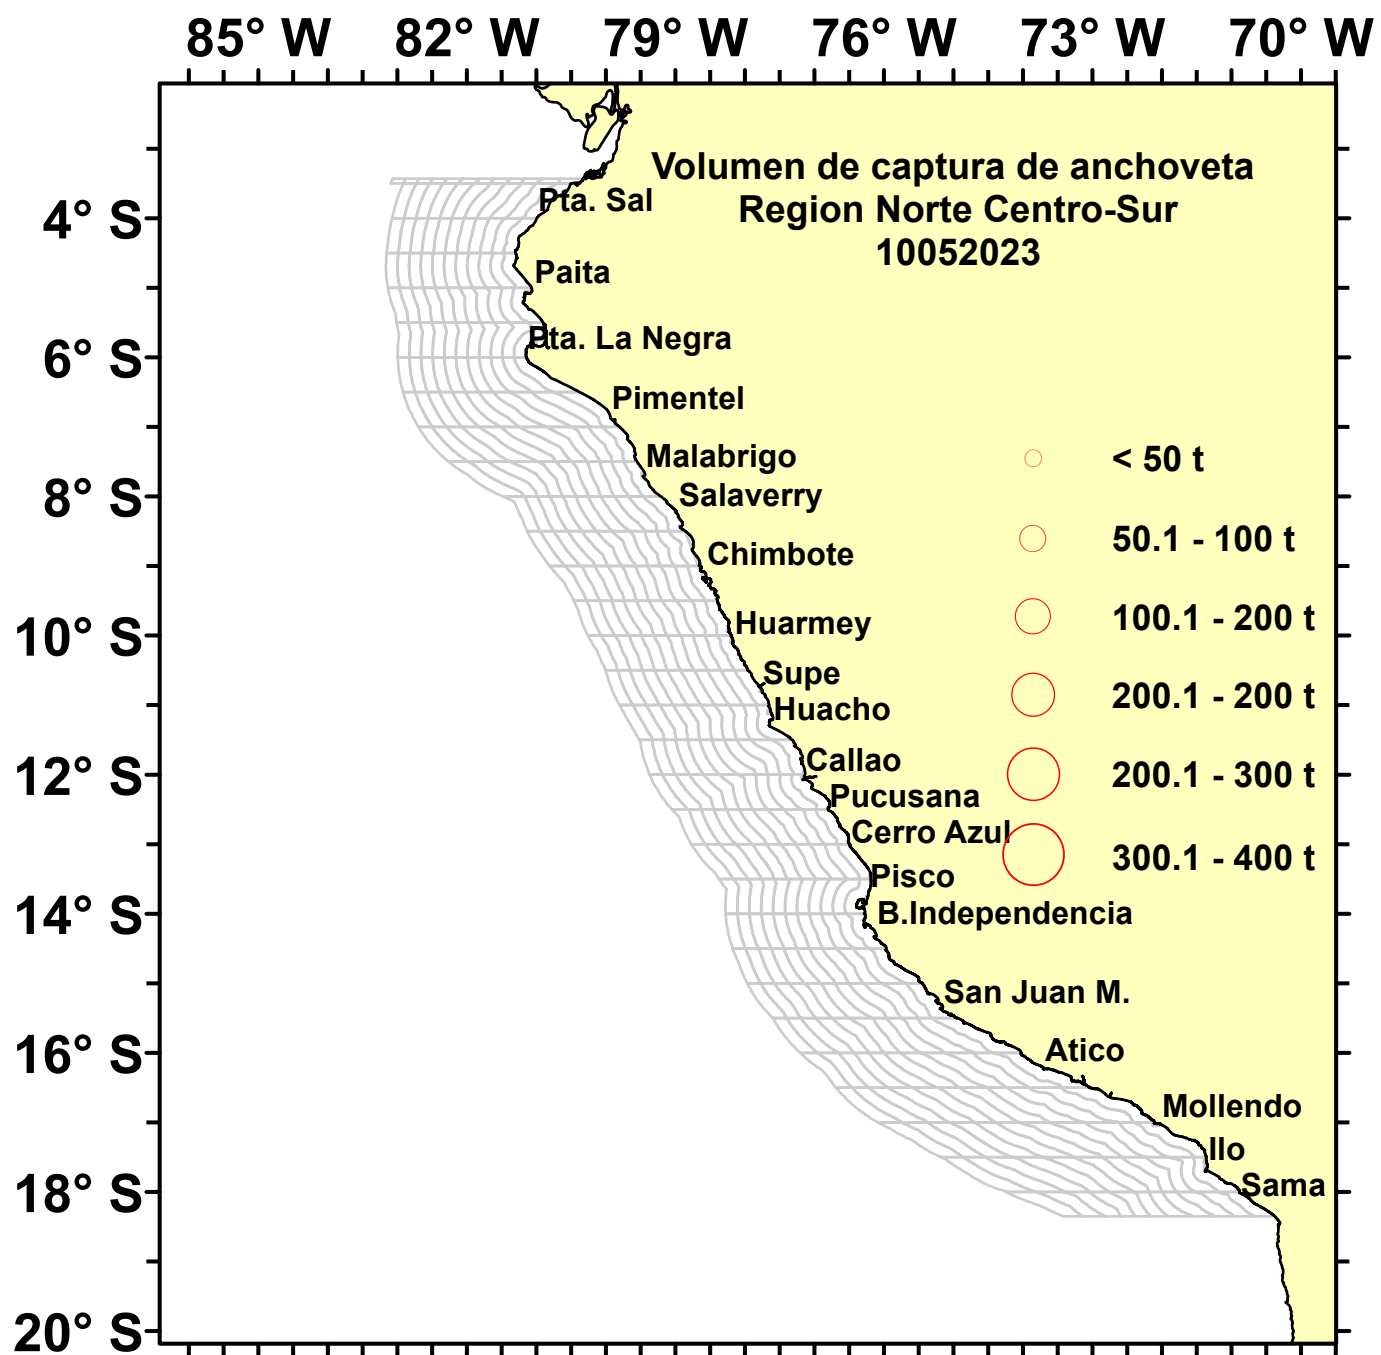 85° W 82° W 79° W 76° W 73° W 70° W
Volumen de captura de anchoveta
Region Norte Centro-Sur
10052023
4° S
6° S
8° S
10° S
12° S
14° S
16° S
18° S
20° S
Pta. Sal
Paita
Pta. La Negra
Pimentel
Malabrigo
Salaverry
Chimbote
Huarmey
Supe
Huacho
Callao
Pucusana
Cerro Azul
Pisco
B.Independencia
San Juan M.
Atico
Mollendo
Ilo
Sama
< 50 t
50.1 - 100 t
100.1 - 200 t
200.1 - 200 t
200.1 - 300 t
300.1 - 400 t